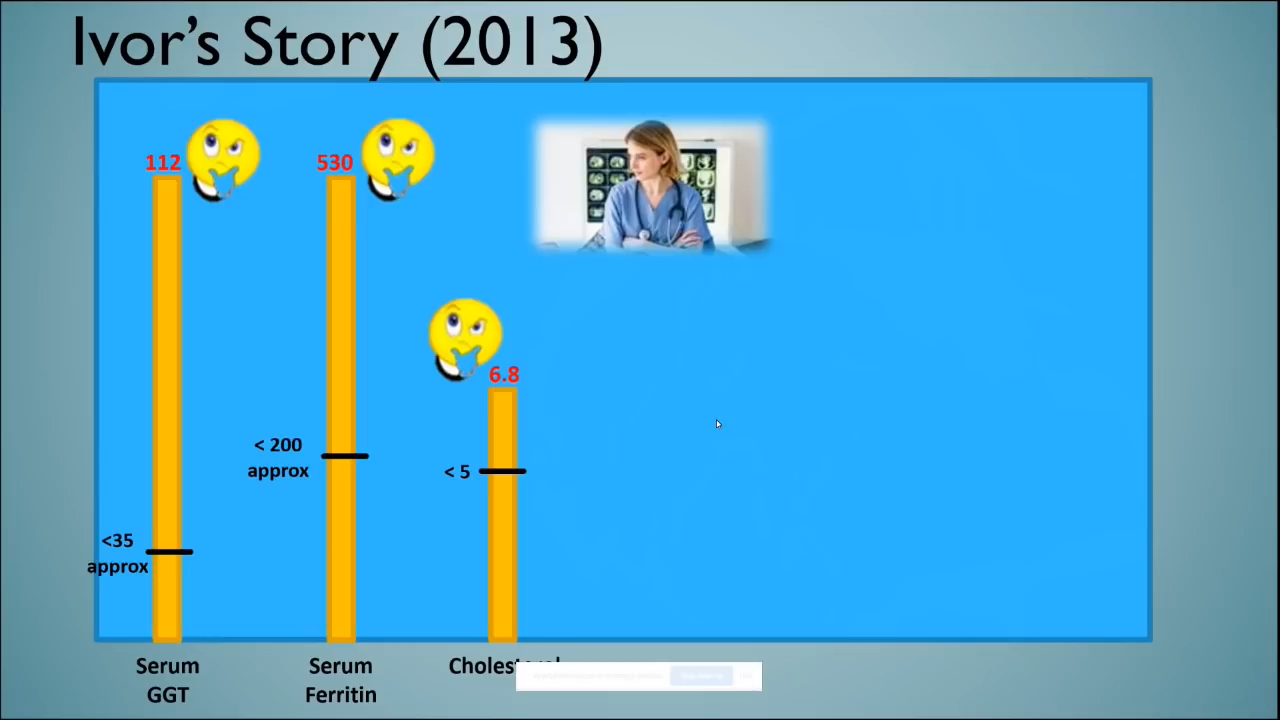 Ivor's Story (2013)
112
530
6.8
< 200
approx
< 5
<35
approx
Serum
GGT
Serum
Ferritin